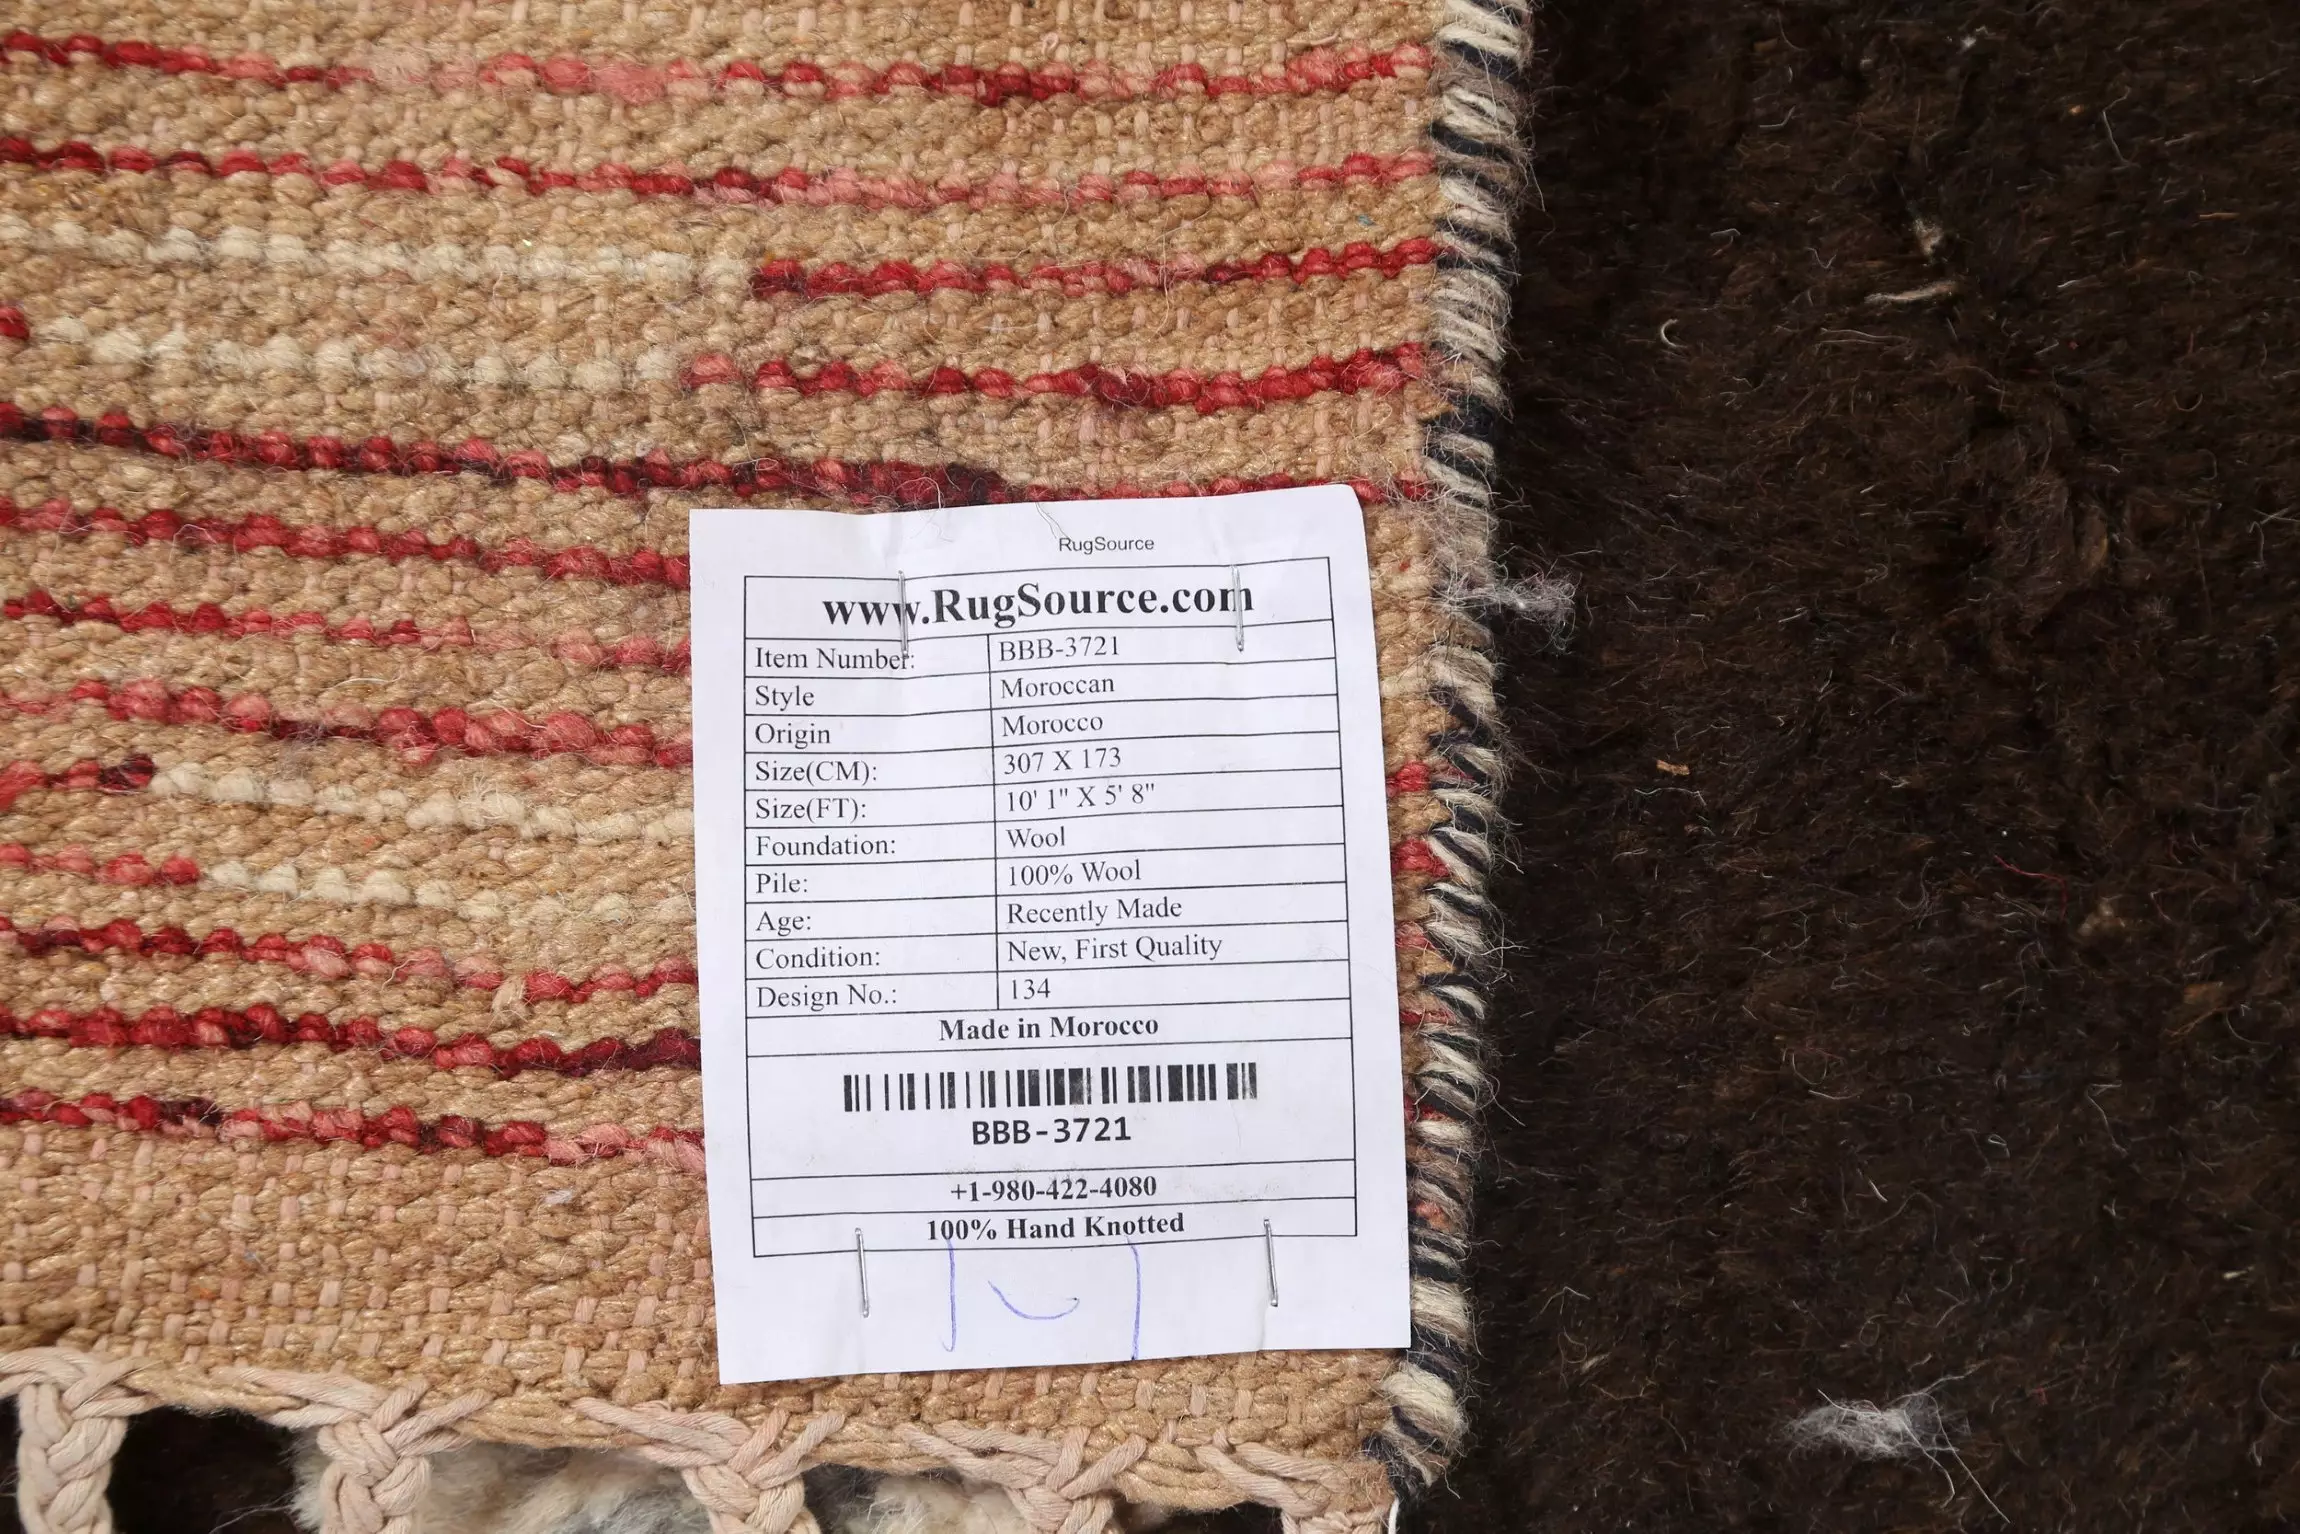 RugSource
www.RugSource.com
Item Number: BBB-3721
Style Moroccan
Origin Morocco
Size(CM): 307 X 173
Size(FT): 10' 1" X 5' 8"
Foundation: Wool
Pile: 100% Wool
Age: Recently Made
Condition: New, First Quality
Design No.: 134
Made in Morocco
BBB-3721
+1-980-422-4080
100% Hand Knotted